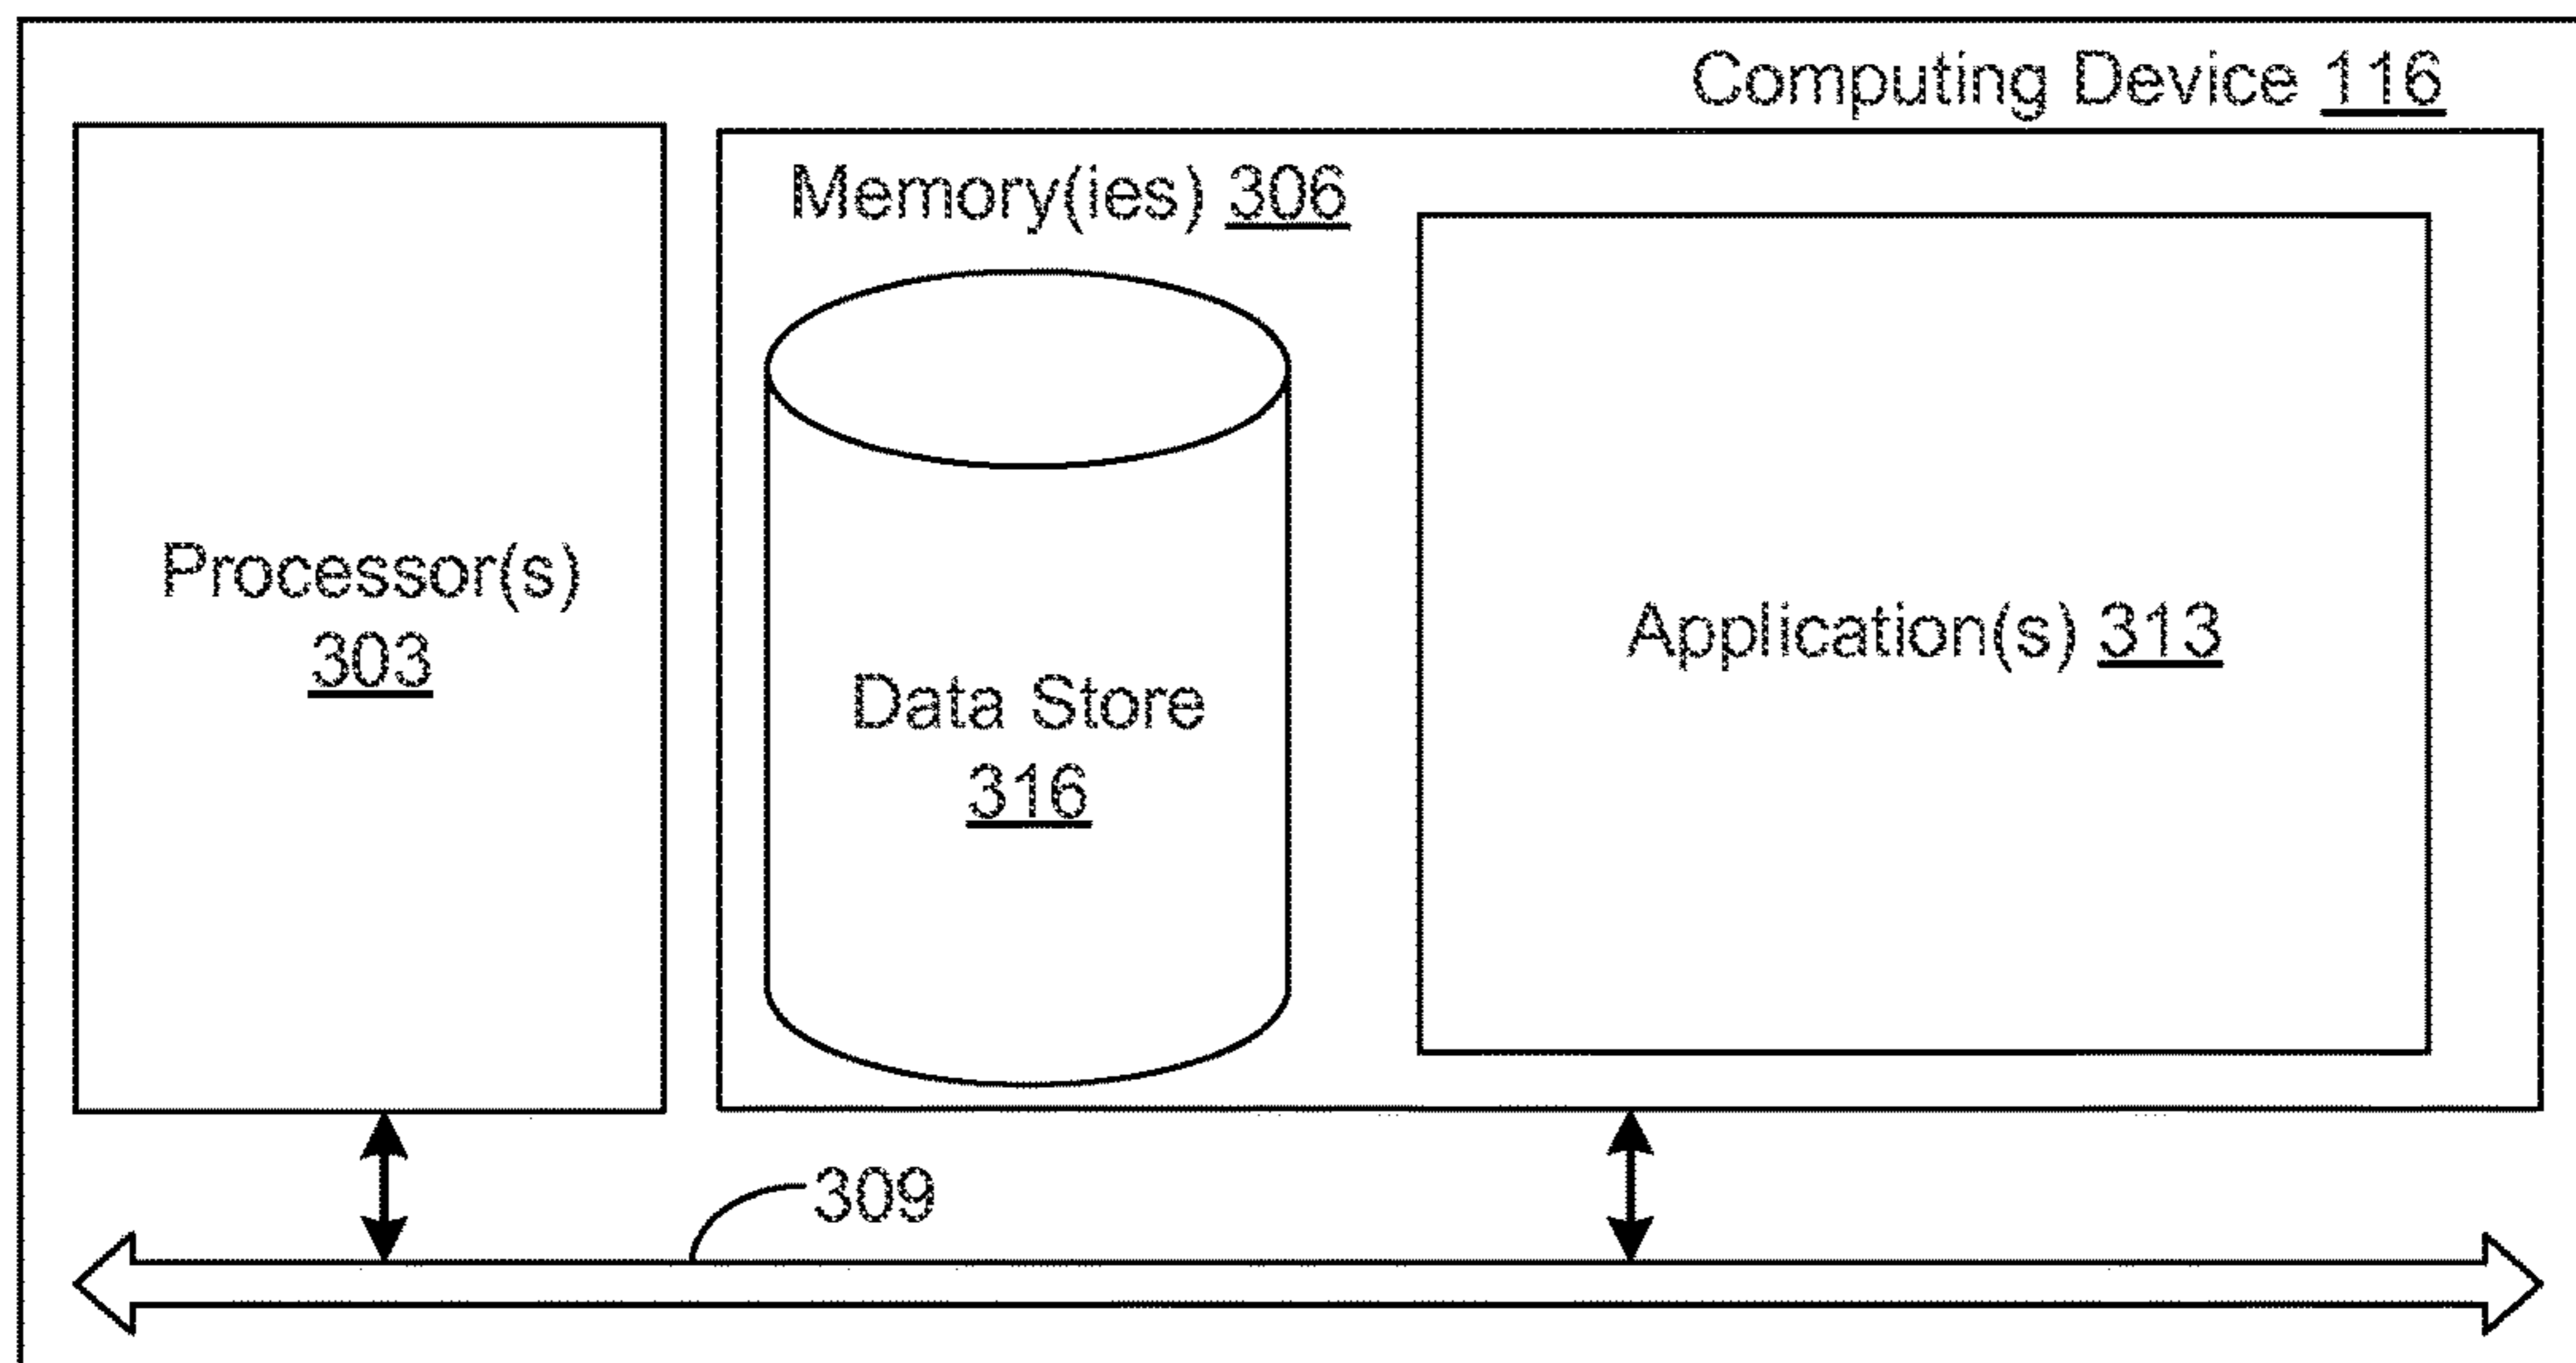 Computing Device 116
Memory(ies) 306
Processor(s)
303
Data Store
316
Application(s) 313
309